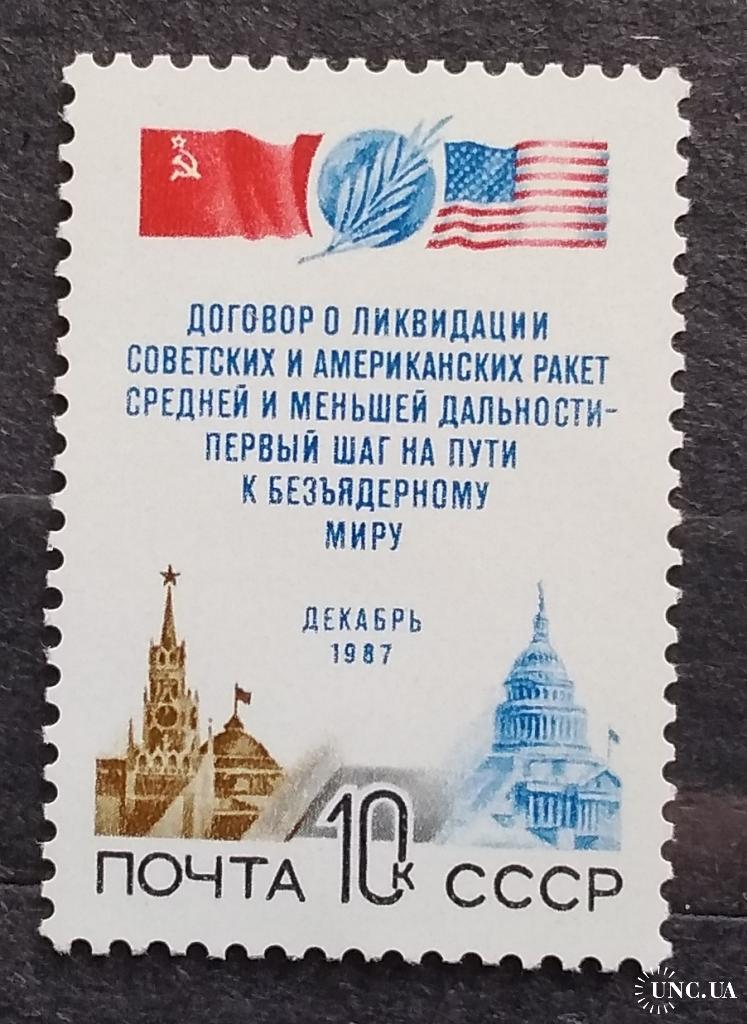 ДОГОВОР О ЛИКВИДАЦИИ
СОВЕТСКИХ И АМЕРИКАНСКИХ РАКЕТ
СРЕДНЕЙ И МЕНЬШЕЙ ДАЛЬНОСТИ-
ПЕРВЫЙ ШАГ НА ПУТИ
К БЕЗЪЯДЕРНОМУ
МИРУ
ДЕКАБРЬ
1987
ПОЧТА 10К СССР
UNC.UA